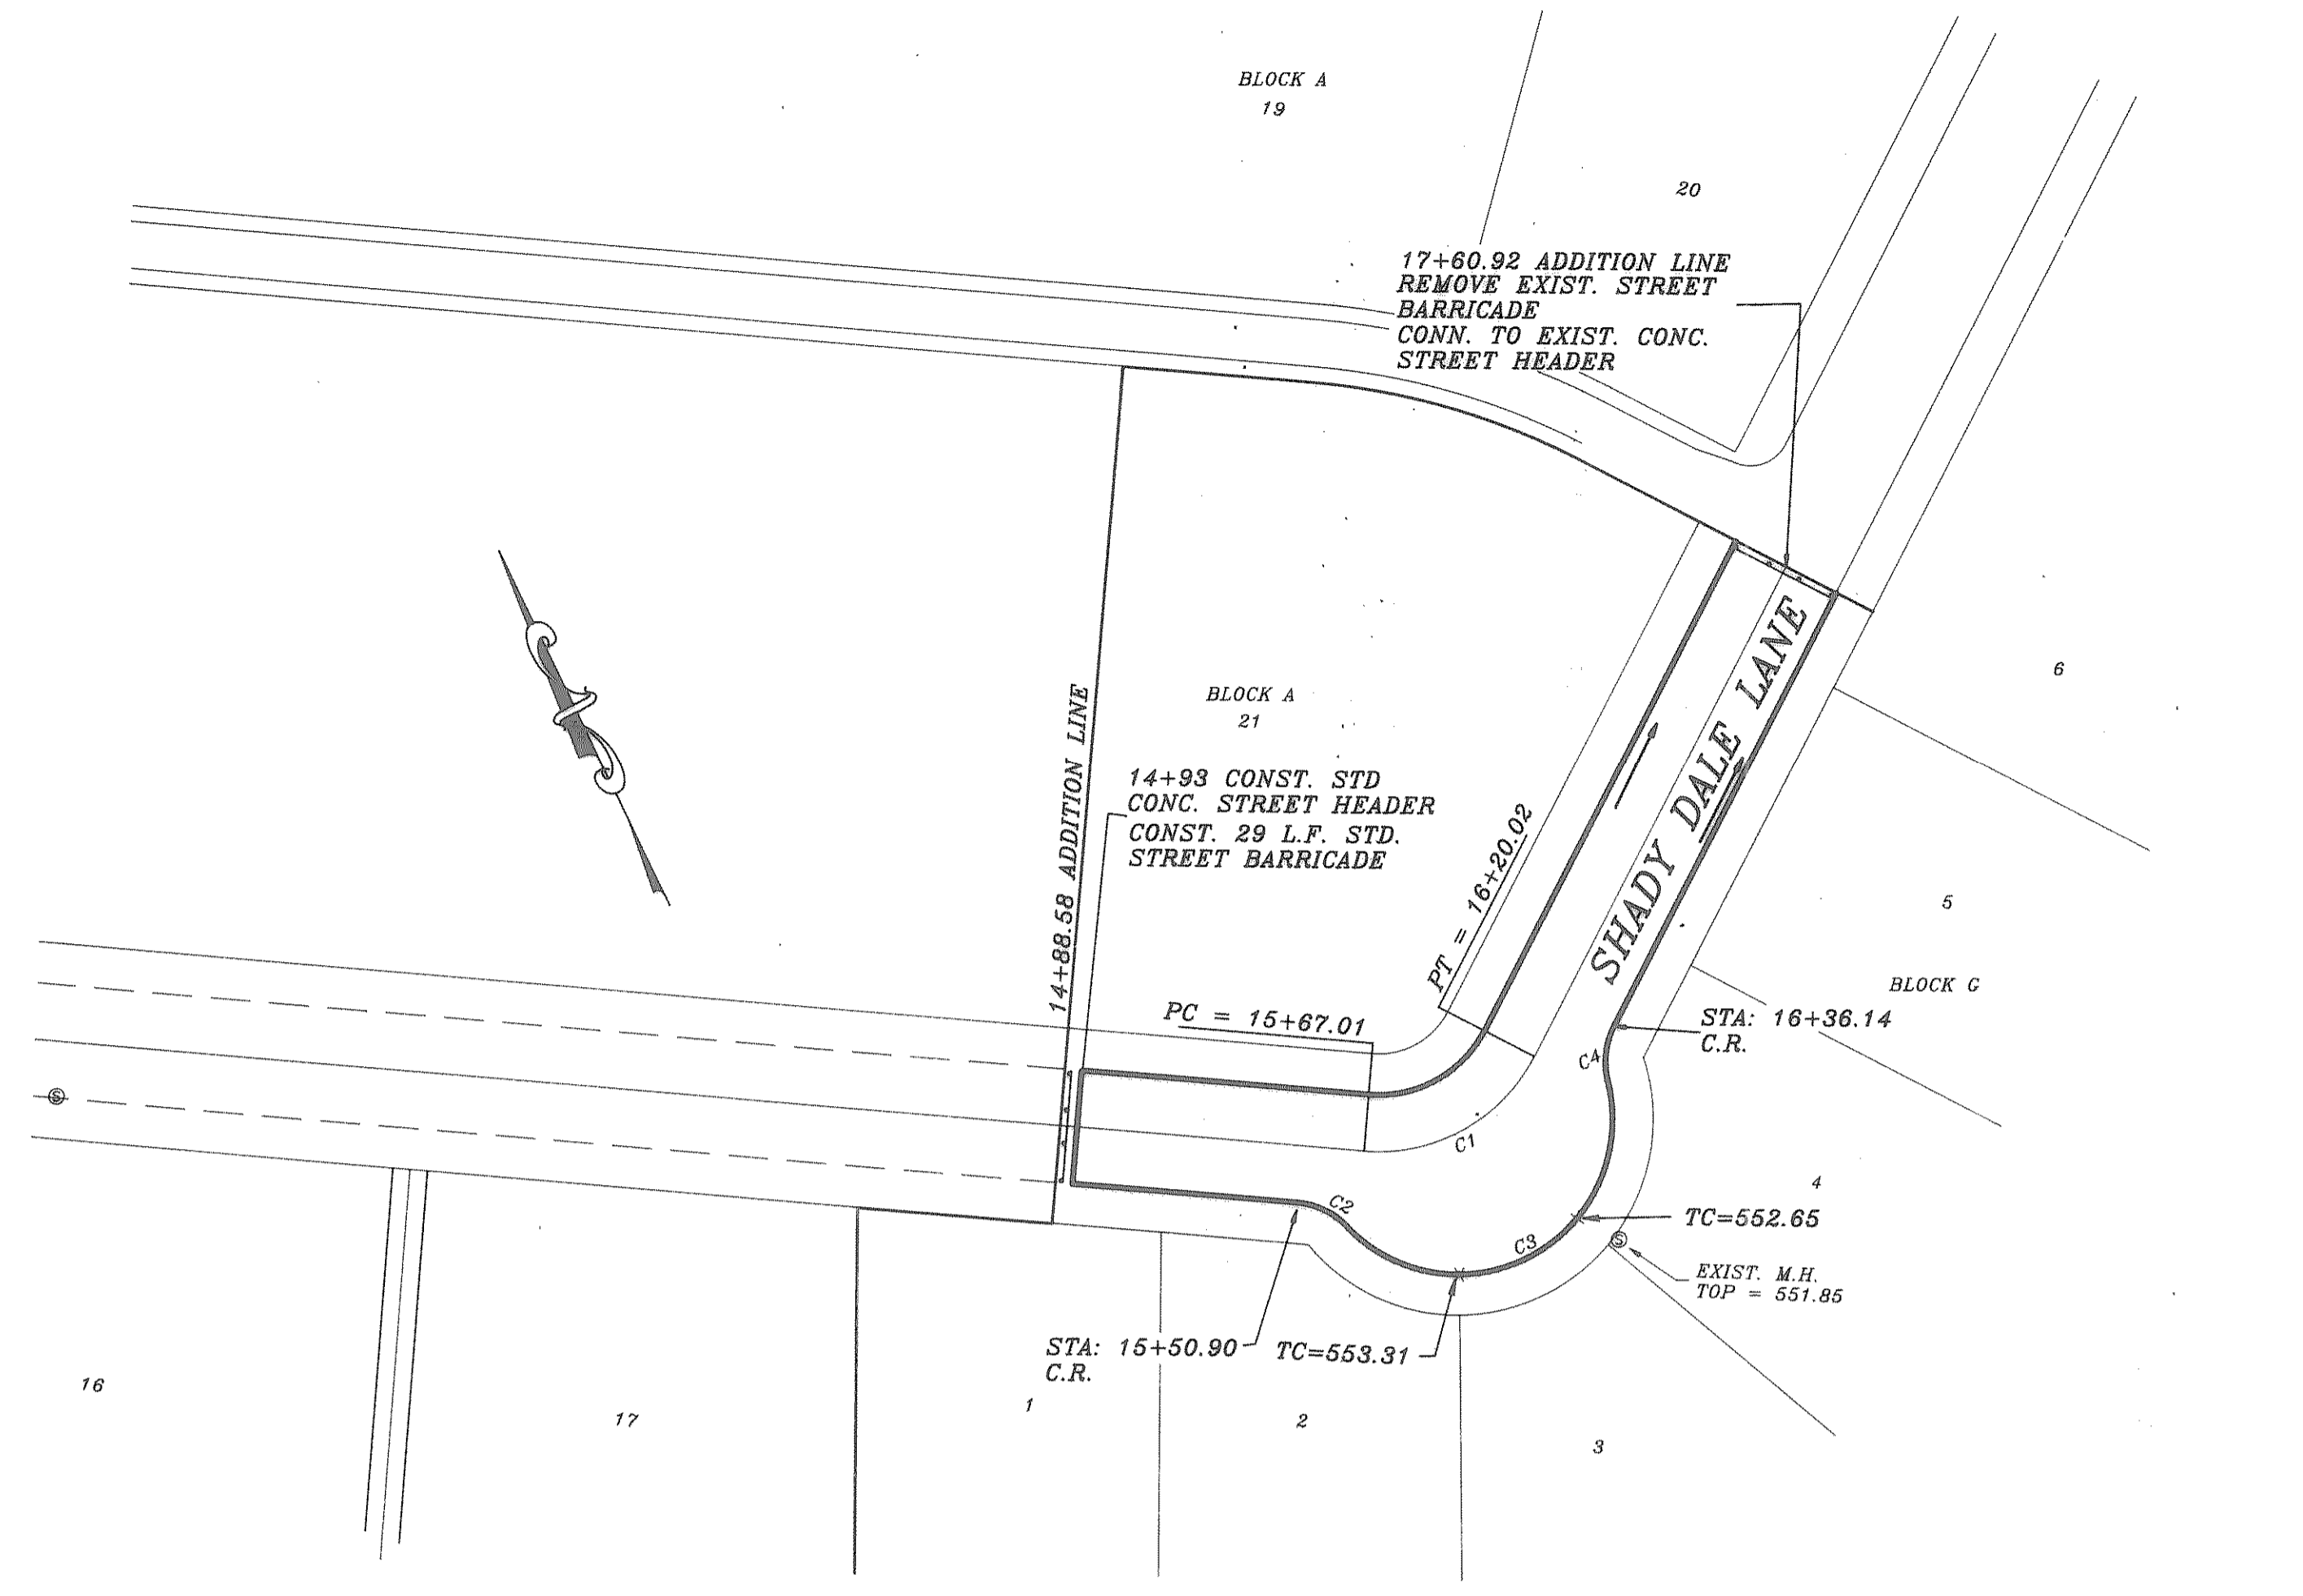 BLOCK A
19
20
17+60.92 ADDITION LINE
REMOVE EXIST. STREET
BARRICADE
CONN. TO EXIST. CONC.
STREET HEADER
6
BLOCK A
21
14+88.58 ADDITION LINE
14+93 CONST. STD
CONC. STREET HEADER
CONST. 29 L.F. STD.
STREET BARRICADE
SHADY DALE LANE
PT = 16+20.02
5
BLOCK G
PC = 15+67.01
STA: 16+36.14
C.R.
C4
S
C1
4
C2
TC=552.65
C3
S
EXIST. M.H.
TOP = 551.85
STA: 15+50.90
C.R.
TC=553.31
16
17
1
2
3